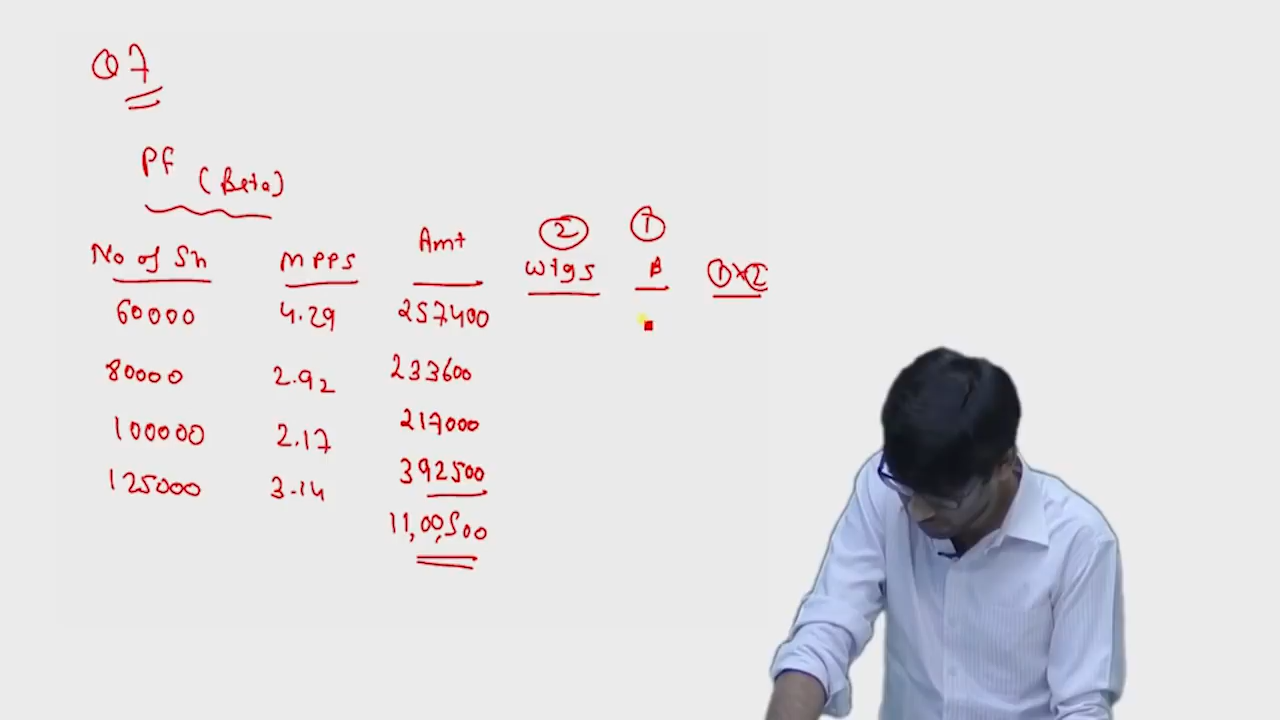 Q7
Pf (Beta)
② ①
No of Sh MPPS Amt wtgs β ①×②
60000 4.29 257400
80000 2.92 233600
100000 2.17 217000
125000 3.14 392500
11,00,500